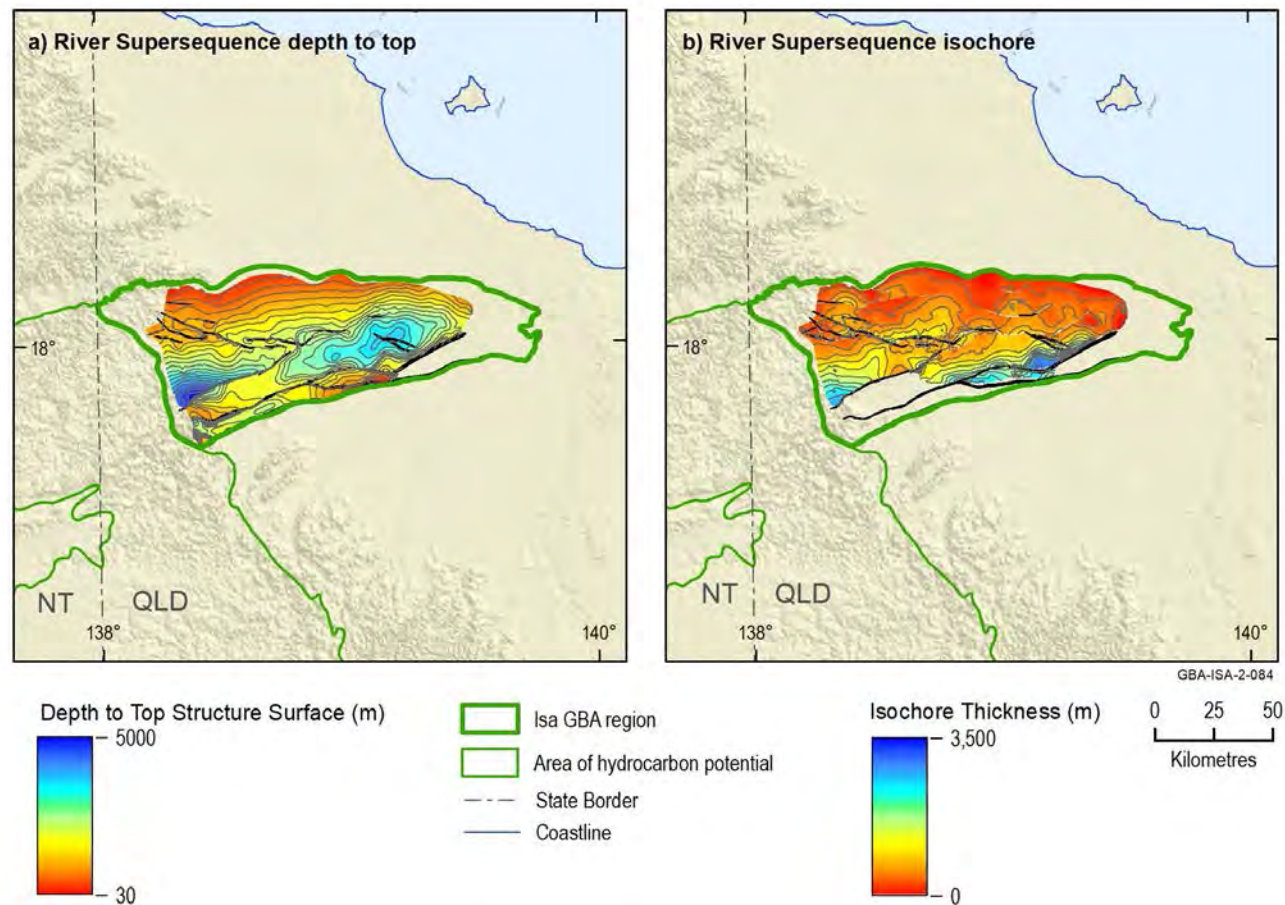 a) River Supersequence depth to top
18°
NT
QLD
138°
140°
b) River Supersequence isochore
18°
NT
QLD
138°
140°
GBA-ISA-2-084
Depth to Top Structure Surface (m)
5000
30
Isa GBA region
Area of hydrocarbon potential
State Border
Coastline
Isochore Thickness (m)
3,500
0
0 25 50
Kilometres